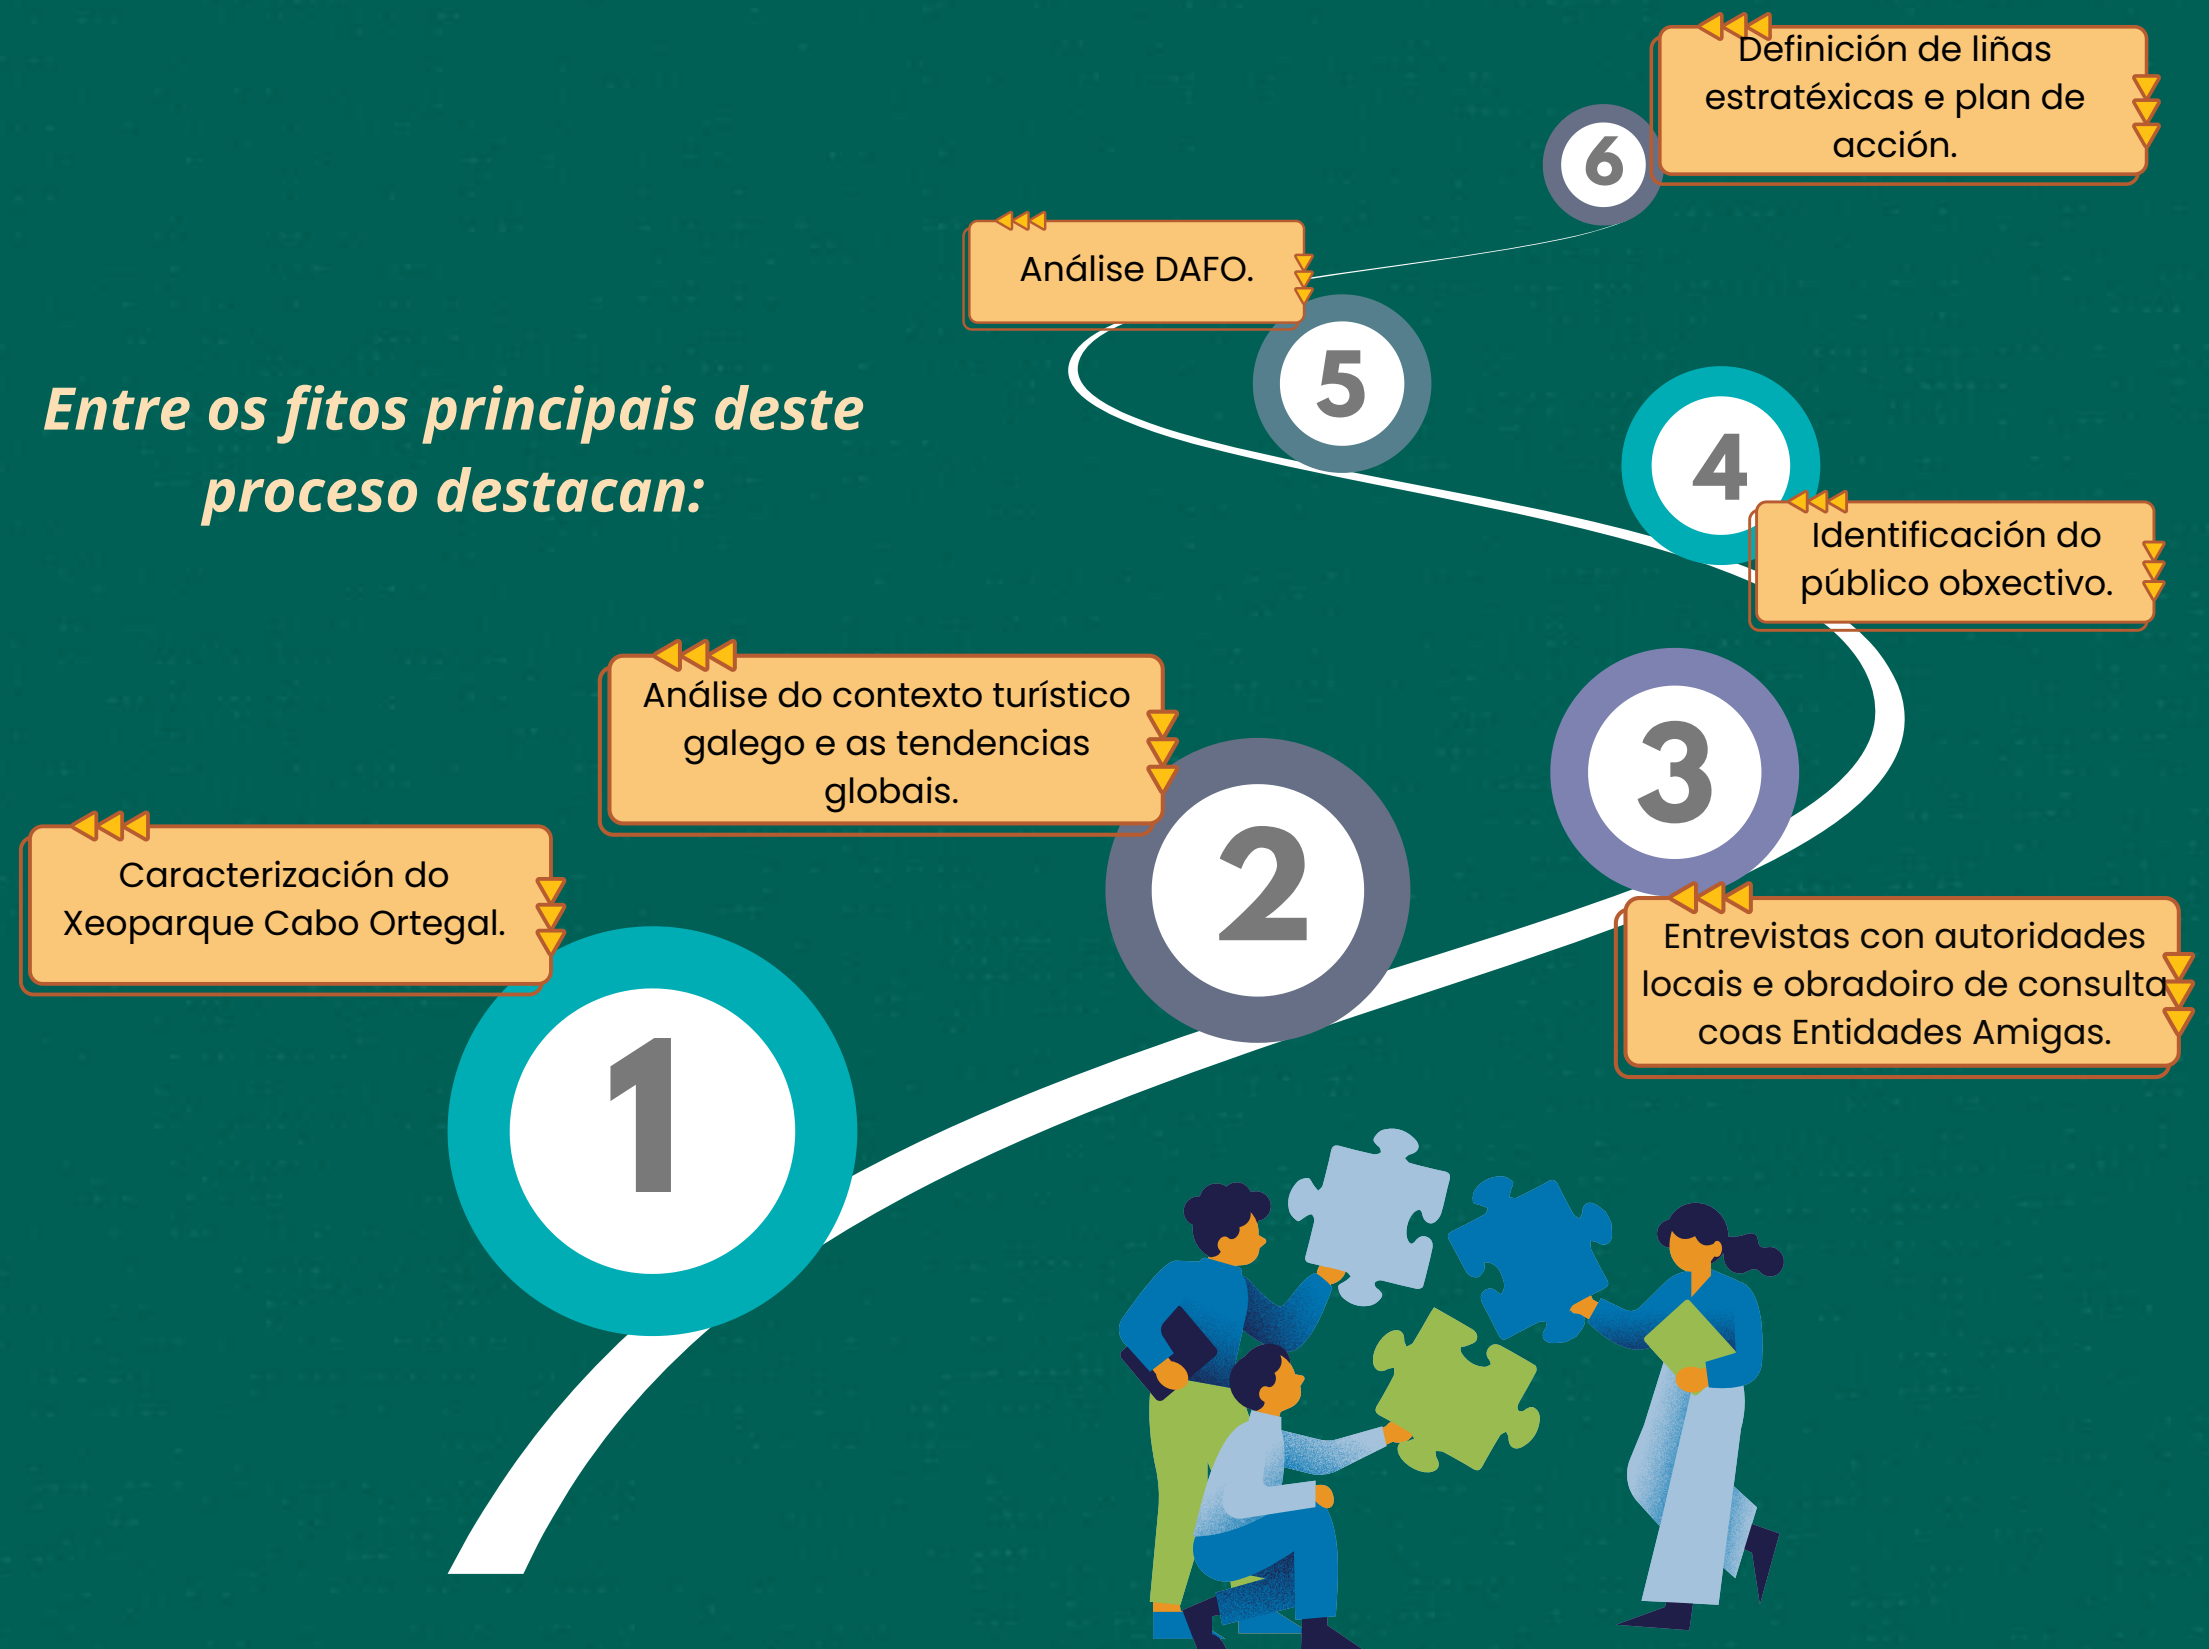 Entre os fitos principais deste
proceso destacan:
1
Caracterización do
Xeoparque Cabo Ortegal.
2
Análise do contexto turístico
galego e as tendencias
globais.
3
Entrevistas con autoridades
locais e obradoiro de consulta
coas Entidades Amigas.
4
Identificación do
público obxectivo.
5
Análise DAFO.
6
Definición de liñas
estratéxicas e plan de
acción.